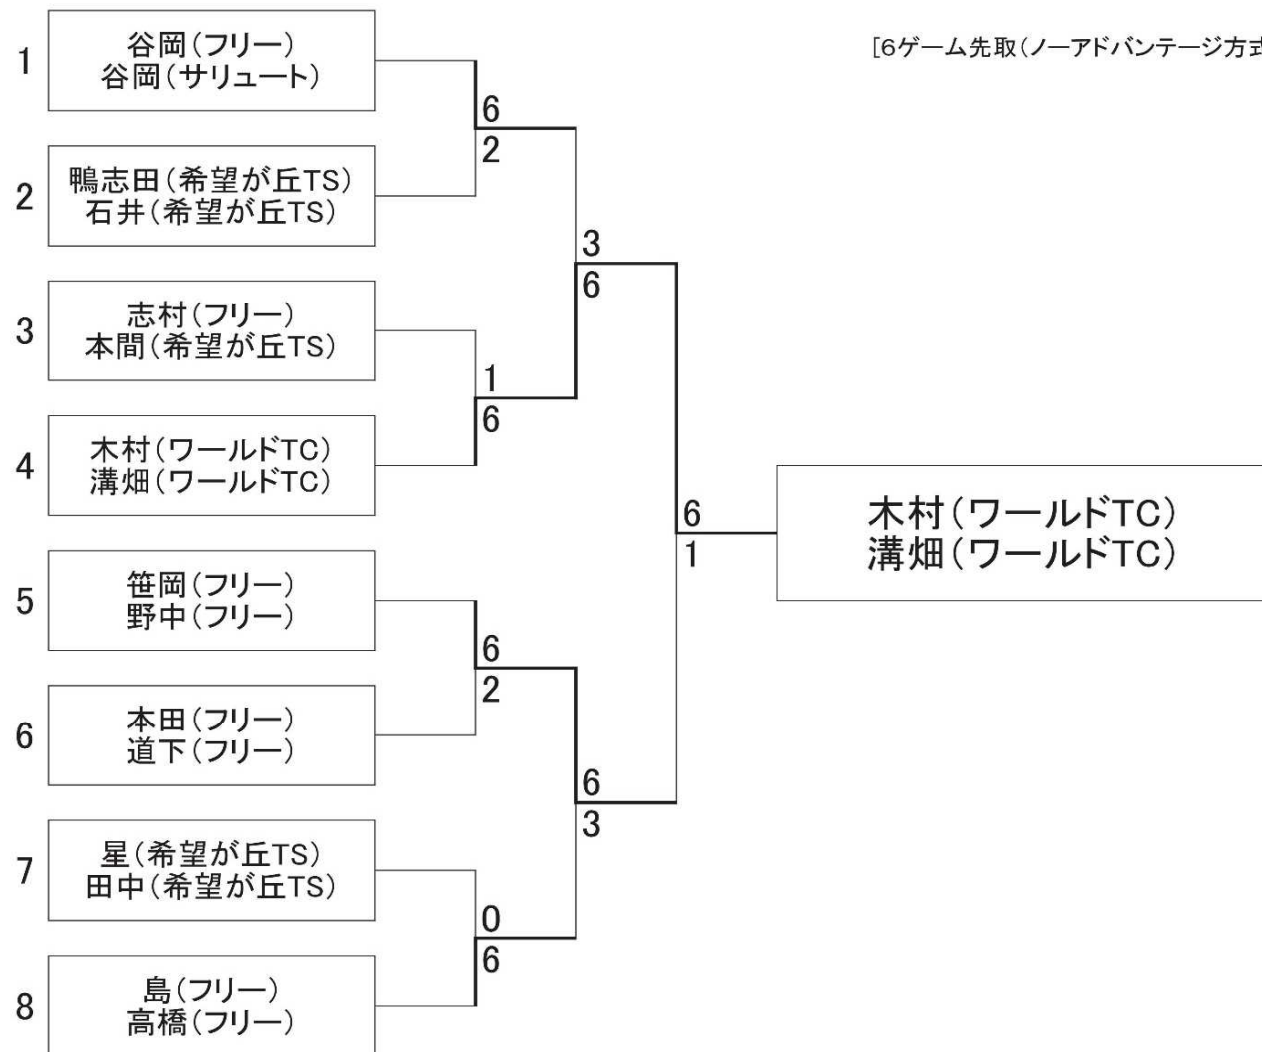 [6ゲーム先取(ノーアドバンテージ方式
1
谷岡(フリー)
谷岡(サリュート)
6
2
2
鴨志田(希望が丘TS)
石井(希望が丘TS)
3
6
3
志村(フリー)
本間(希望が丘TS)
1
6
4
木村(ワールドTC)
溝畑(ワールドTC)
6
1
木村(ワールドTC)
溝畑(ワールドTC)
5
笹岡(フリー)
野中(フリー)
6
2
6
本田(フリー)
道下(フリー)
6
3
7
星(希望が丘TS)
田中(希望が丘TS)
0
6
8
島(フリー)
高橋(フリー)